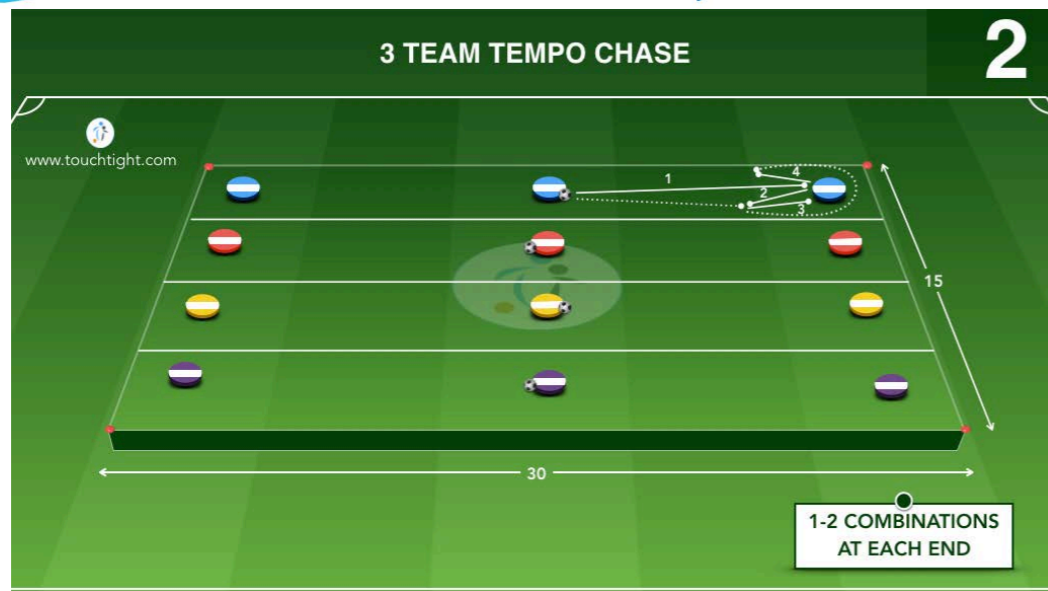 3 TEAM TEMPO CHASE
2
www.touchtight.com
1
4
2
3
15
30
1-2 COMBINATIONS
AT EACH END